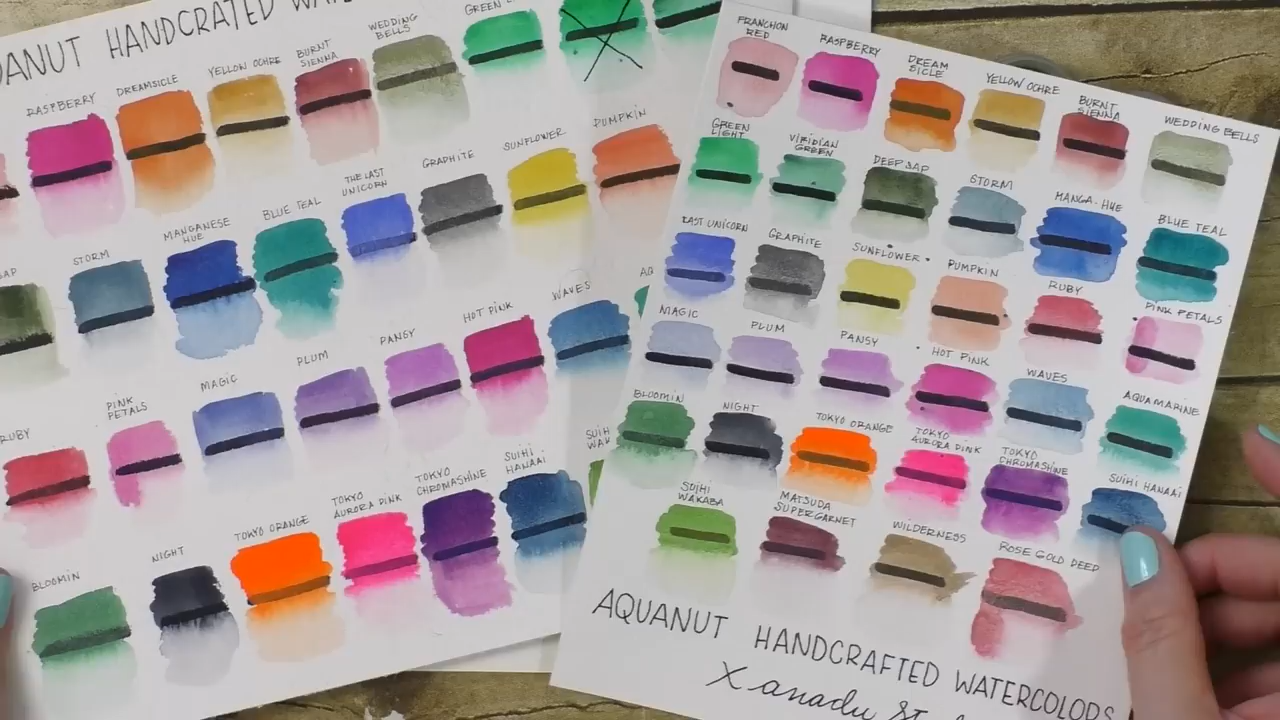 HANDCRAFTED
RASPBERRY
DREAMSICLE
YELLOW OCHRE
BURNT
SIENNA
WEDDING
BELLS
GREEN
STORM
MANGANESE
HUE
BLUE TEAL
THE LAST
UNICORN
GRAPHITE
SUNFLOWER
PUMPKIN
RUBY
PINK
PETALS
MAGIC
PLUM
PANSY
HOT PINK
WAVES
BLOOMIN
NIGHT
TOKYO ORANGE
TOKYO
AURORA PINK
TOKYO
CHROMASHINE
SUIHI
HANAAI
SUIH
WAK
FRANCHON
RED
RASPBERRY
DREAM
SICLE
YELLOW OCHRE
BURNT
SIENNA
WEDDING BELLS
GREEN
LIGHT
VIRIDIAN
GREEN
DEEP SAP
STORM
MANGA. HUE
BLUE TEAL
LAST UNICORN
GRAPHITE
SUNFLOWER
PUMPKIN
RUBY
PINK PETALS
MAGIC
PLUM
PANSY
HOT PINK
WAVES
AQUAMARINE
BLOOMIN
NIGHT
TOKYO ORANGE
TOKYO
AURORA PINK
TOKYO
CHROMASHINE
SUIHI HANAAI
SUIHI
WAKABA
MATSUDA
SUPERGARNET
WILDERNESS
ROSE GOLD DEEP
AQUANUT HANDCRAFTED WATERCOLORS
Xanadu